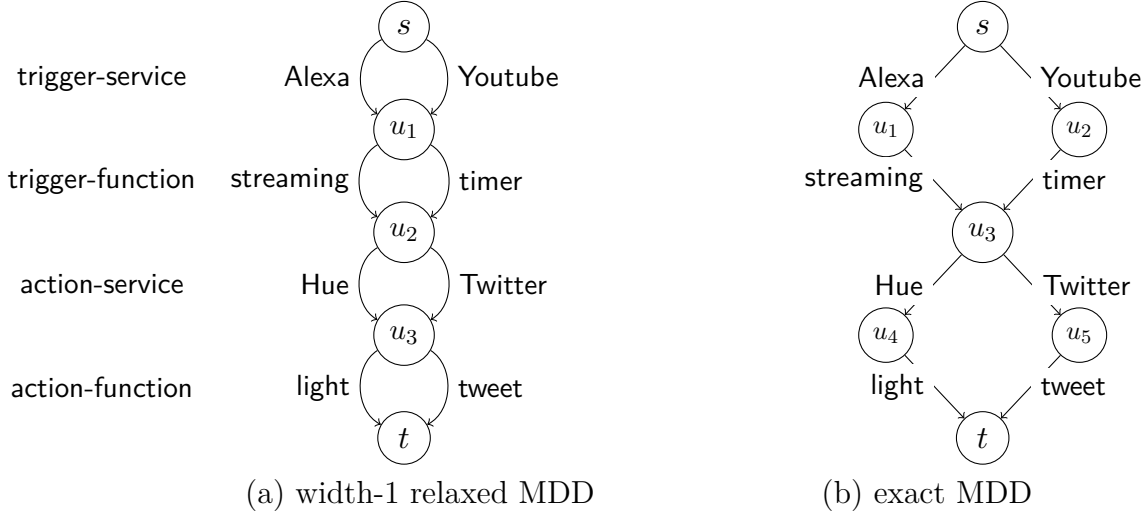 s s
trigger-service Alexa Youtube Alexa Youtube
u1 u1 u2
trigger-function streaming timer streaming timer
u2 u3
action-service Hue Twitter Hue Twitter
u3 u4 u5
action-function light tweet light tweet
t t
(a) width-1 relaxed MDD (b) exact MDD